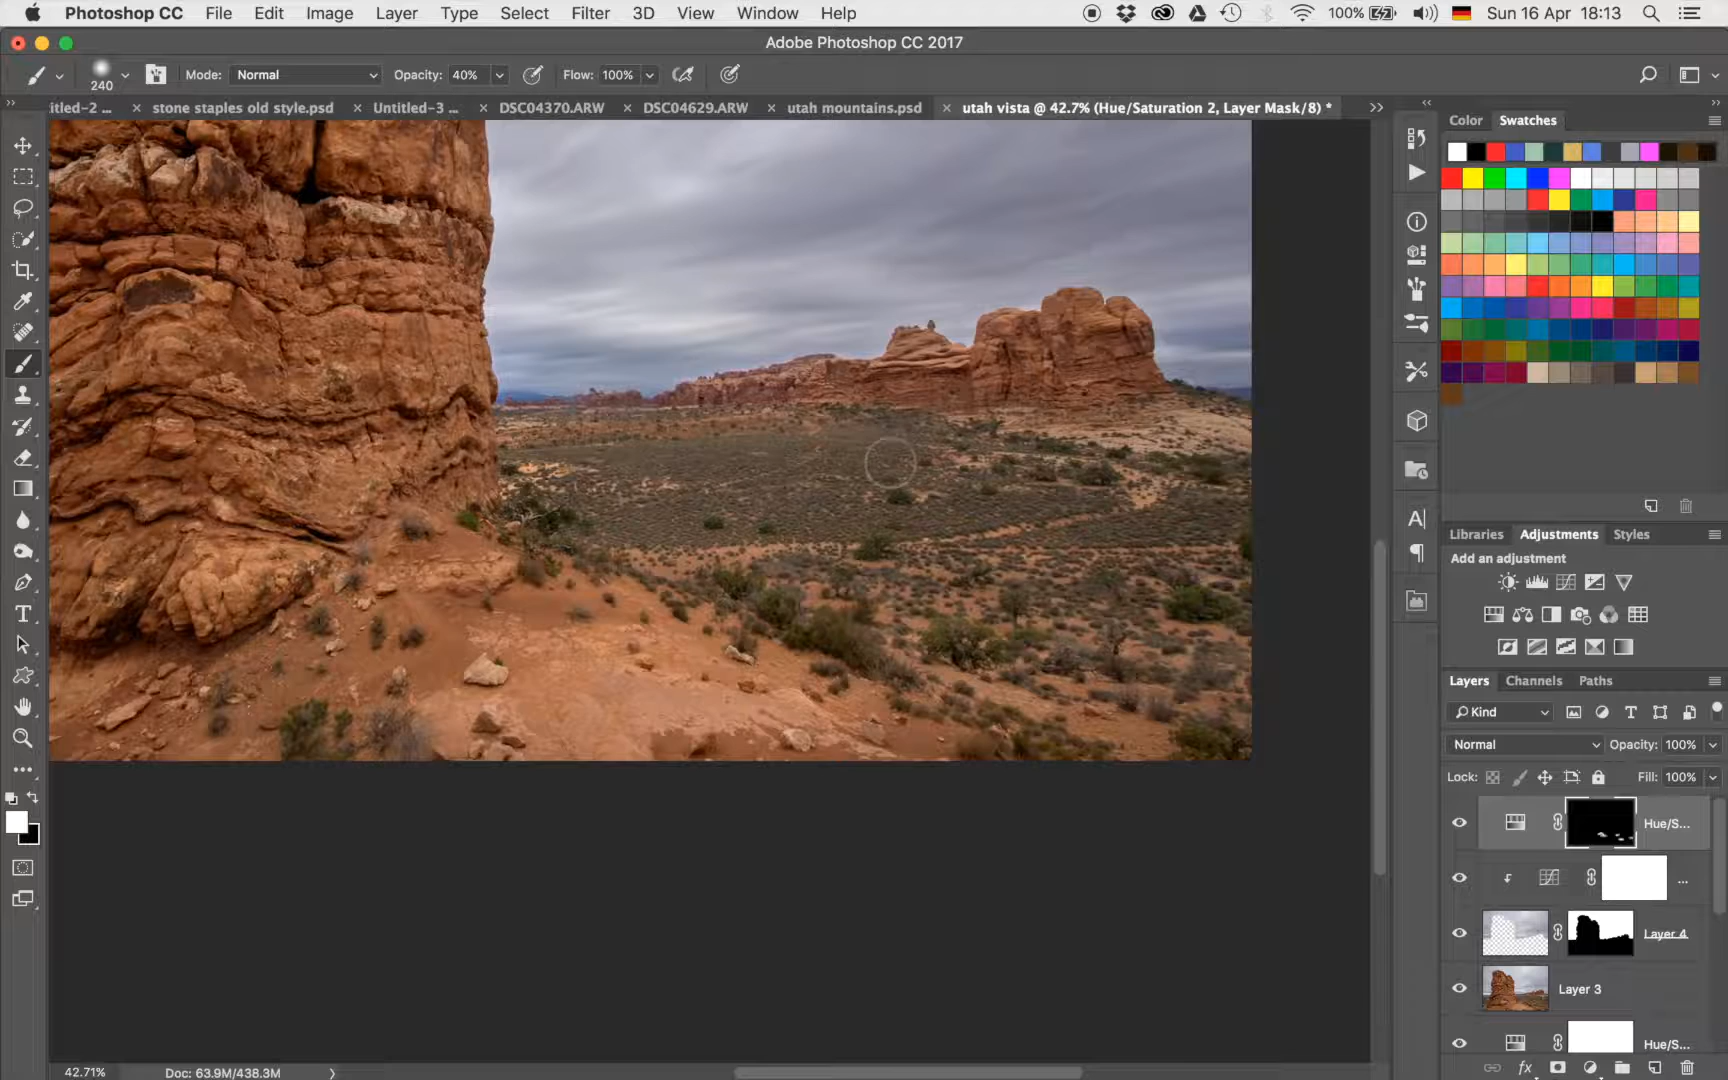 Photoshop CC File Edit Image Layer Type Select Filter 3D View Window Help 100% Sun 16 Apr 18:13
Adobe Photoshop CC 2017
240 Mode: Normal Opacity: 40% Flow: 100%
itled-2 ... stone staples old style.psd Untitled-3 ... DSC04370.ARW DSC04629.ARW utah mountains.psd utah vista @ 42.7% (Hue/Saturation 2, Layer Mask/8) *
Color Swatches
Libraries Adjustments Styles
Add an adjustment
Layers Channels Paths
Kind
Normal Opacity: 100%
Lock: Fill: 100%
Hue/S...
...
Layer 4
Layer 3
Hue/S...
42.71% Doc: 63.9M/438.3M